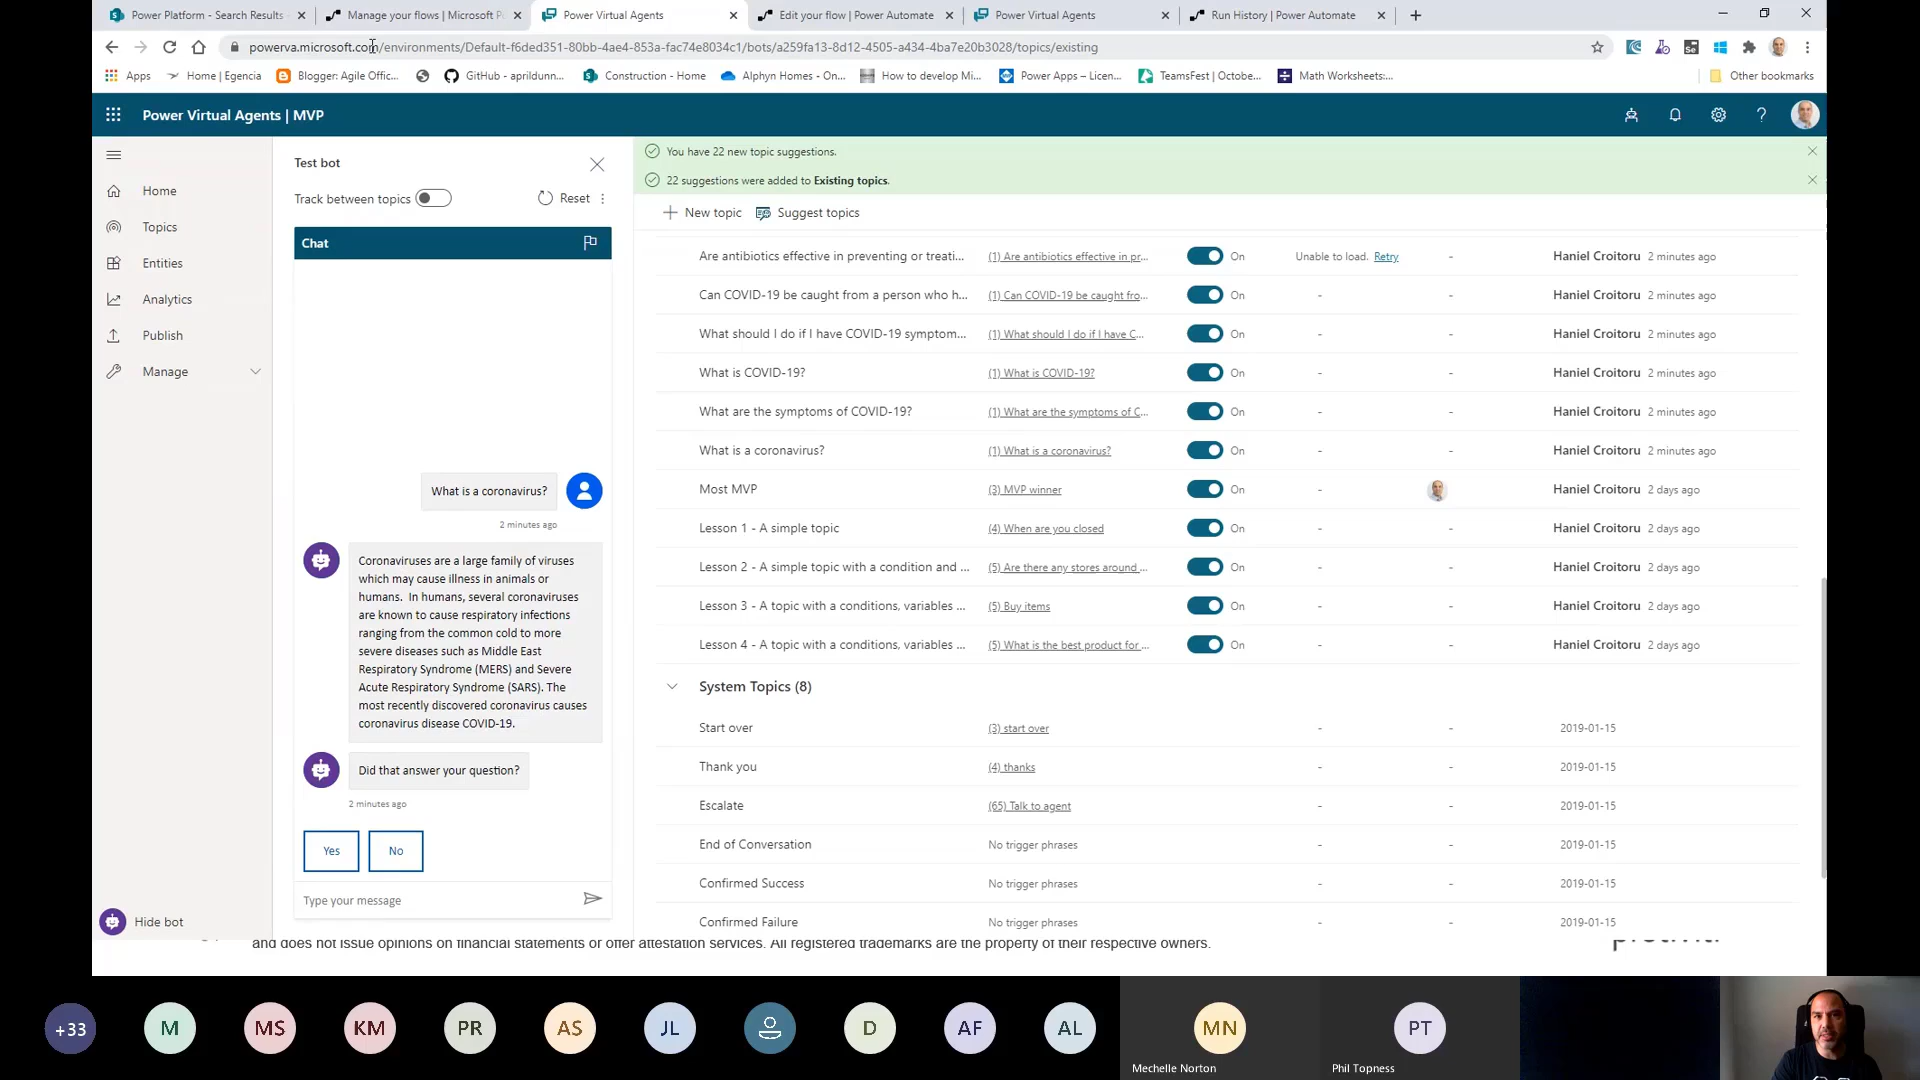 Power Platform - Search Results
Manage your flows | Microsoft P
Power Virtual Agents
Edit your flow | Power Automate
Power Virtual Agents
Run History | Power Automate
powerva.microsoft.com/environments/Default-f6ded351-80bb-4ae4-853a-fac74e8034c1/bots/a259fa13-8d12-4505-a434-4ba7e20b3028/topics/existing
Apps
Home | Egencia
Blogger: Agile Offic...
GitHub - aprildunn...
Construction - Home
Alphyn Homes - On...
How to develop Mi...
Power Apps – Licen...
TeamsFest | Octobe...
Math Worksheets:...
Other bookmarks
Power Virtual Agents | MVP
Home
Topics
Entities
Analytics
Publish
Manage
Hide bot
Test bot
Track between topics
Reset
Chat
What is a coronavirus?
2 minutes ago
Coronaviruses are a large family of viruses
which may cause illness in animals or
humans. In humans, several coronaviruses
are known to cause respiratory infections
ranging from the common cold to more
severe diseases such as Middle East
Respiratory Syndrome (MERS) and Severe
Acute Respiratory Syndrome (SARS). The
most recently discovered coronavirus causes
coronavirus disease COVID-19.
Did that answer your question?
2 minutes ago
Yes
No
Type your message
You have 22 new topic suggestions.
22 suggestions were added to Existing topics.
New topic
Suggest topics
Are antibiotics effective in preventing or treati... (1) Are antibiotics effective in pr... On Unable to load. Retry - Haniel Croitoru 2 minutes ago
Can COVID-19 be caught from a person who h... (1) Can COVID-19 be caught fro... On - - Haniel Croitoru 2 minutes ago
What should I do if I have COVID-19 symptom... (1) What should I do if I have C... On - - Haniel Croitoru 2 minutes ago
What is COVID-19? (1) What is COVID-19? On - - Haniel Croitoru 2 minutes ago
What are the symptoms of COVID-19? (1) What are the symptoms of C... On - - Haniel Croitoru 2 minutes ago
What is a coronavirus? (1) What is a coronavirus? On - - Haniel Croitoru 2 minutes ago
Most MVP (3) MVP winner On - Haniel Croitoru 2 days ago
Lesson 1 - A simple topic (4) When are you closed On - - Haniel Croitoru 2 days ago
Lesson 2 - A simple topic with a condition and ... (5) Are there any stores around ... On - - Haniel Croitoru 2 days ago
Lesson 3 - A topic with a conditions, variables ... (5) Buy items On - - Haniel Croitoru 2 days ago
Lesson 4 - A topic with a conditions, variables ... (5) What is the best product for ... On - - Haniel Croitoru 2 days ago
System Topics (8)
Start over (3) start over - - 2019-01-15
Thank you (4) thanks - - 2019-01-15
Escalate (65) Talk to agent - - 2019-01-15
End of Conversation No trigger phrases - - 2019-01-15
Confirmed Success No trigger phrases - - 2019-01-15
Confirmed Failure No trigger phrases - - 2019-01-15
and does not issue opinions on financial statements or offer attestation services. All registered trademarks are the property of their respective owners.
+33
M
MS
KM
PR
AS
JL
D
AF
AL
MN
Mechelle Norton
PT
Phil Topness